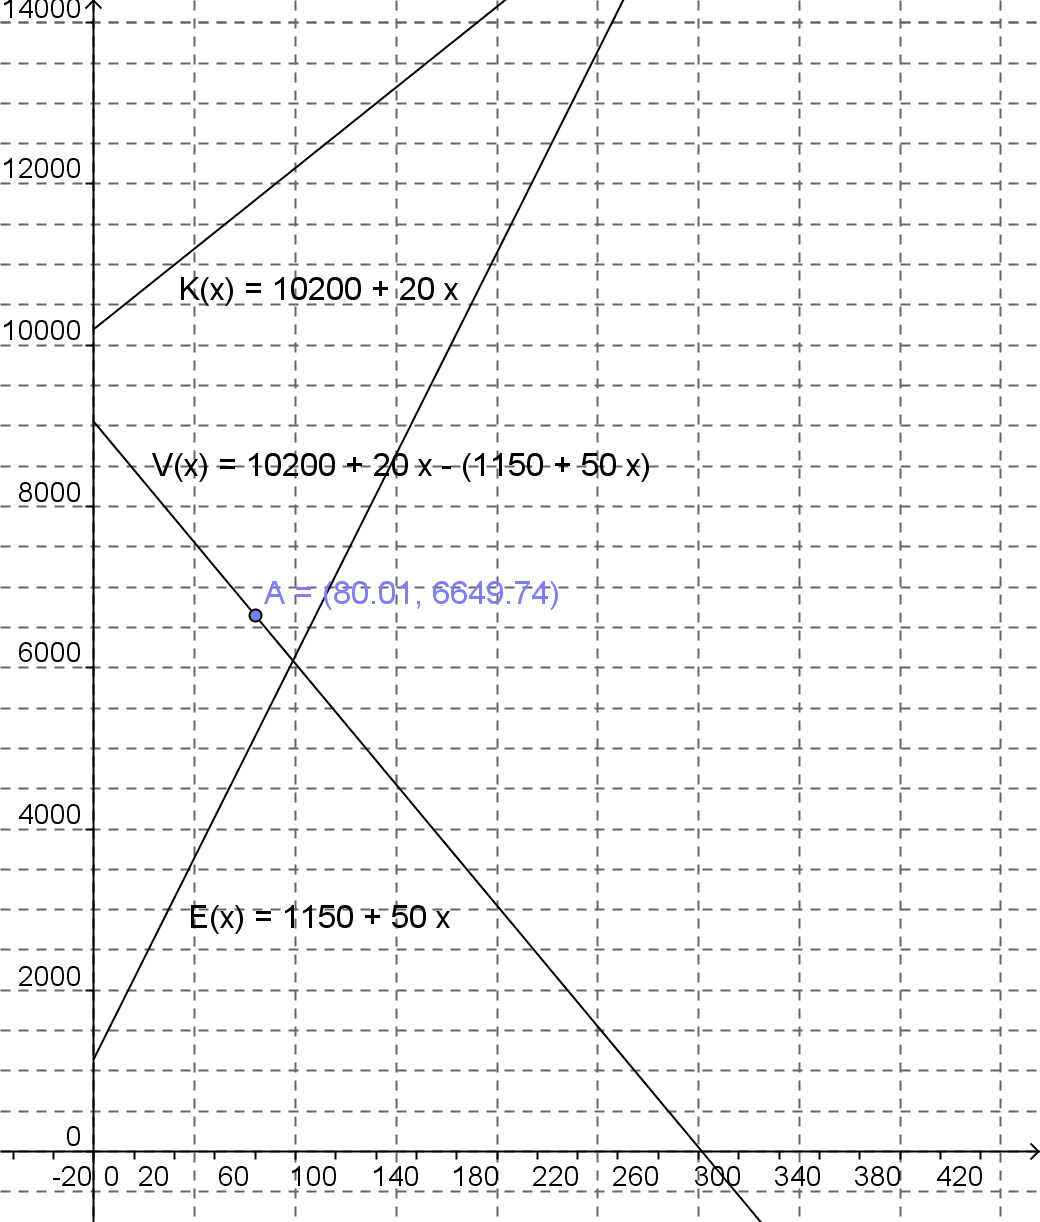 14000
12000
K(x) = 10200 + 20 x
10000
V(x) = 10200 + 20 x - (1150 + 50 x)
8000
A = (80.01, 6649.74)
6000
4000
E(x) = 1150 + 50 x
2000
0
-20 0 20 60 100 140 180 220 260 300 340 380 420